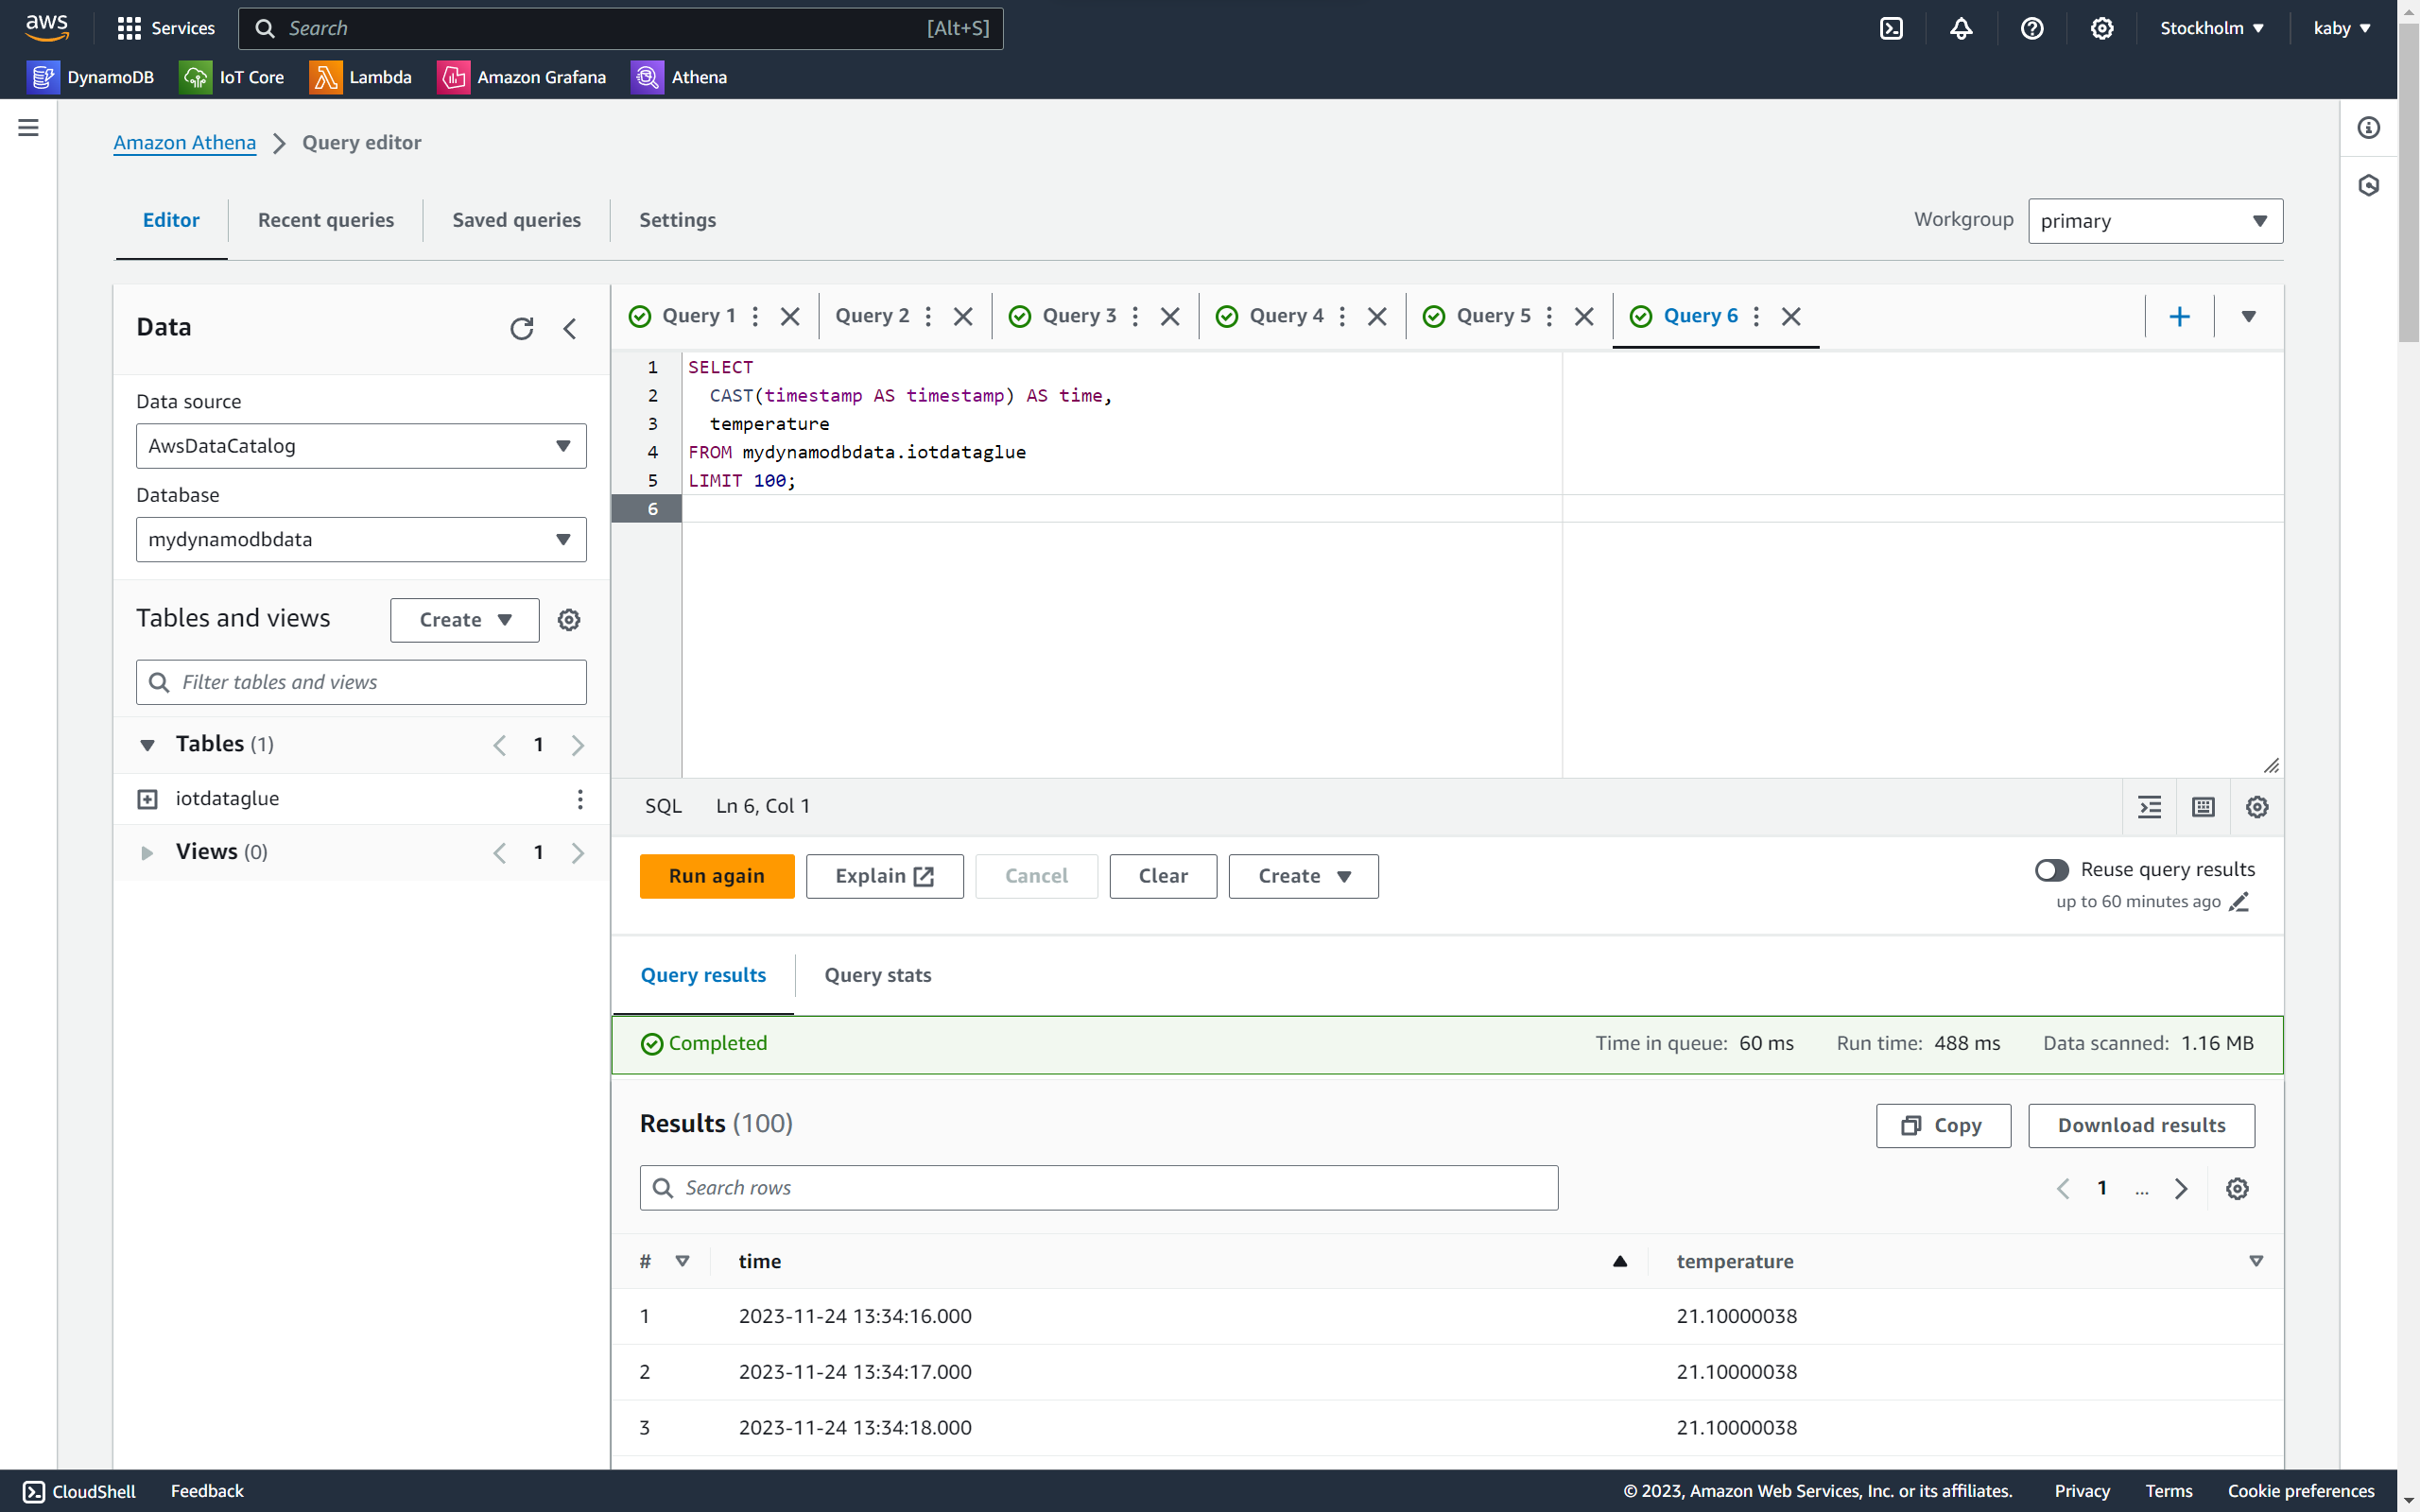 aws Services Search [Alt+S] Stockholm ▼ kaby ▼
DynamoDB IoT Core Lambda Amazon Grafana Athena
Amazon Athena > Query editor
Editor Recent queries Saved queries Settings Workgroup primary
Data
Query 1 Query 2 Query 3 Query 4 Query 5 Query 6
Data source
AwsDataCatalog
Database
mydynamodbdata
Tables and views Create
Filter tables and views
Tables (1) 1
iotdataglue
Views (0) 1
1 SELECT
2 CAST(timestamp AS timestamp) AS time,
3 temperature
4 FROM mydynamodbdata.iotdataglue
5 LIMIT 100;
6
SQL Ln 6, Col 1
Run again Explain Cancel Clear Create Reuse query results
up to 60 minutes ago
Query results Query stats
Completed Time in queue: 60 ms Run time: 488 ms Data scanned: 1.16 MB
Results (100) Copy Download results
Search rows 1 ...
# time temperature
1 2023-11-24 13:34:16.000 21.10000038
2 2023-11-24 13:34:17.000 21.10000038
3 2023-11-24 13:34:18.000 21.10000038
CloudShell Feedback © 2023, Amazon Web Services, Inc. or its affiliates. Privacy Terms Cookie preferences